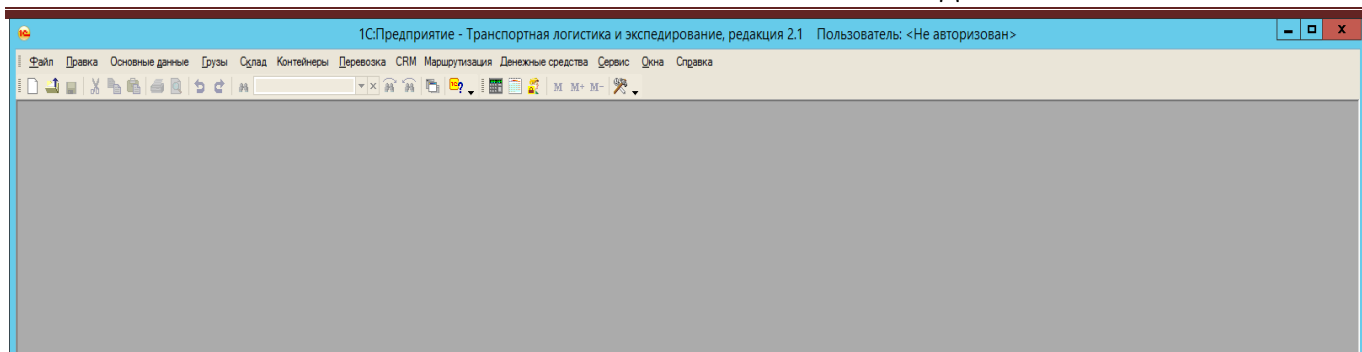 1С:Предприятие - Транспортная логистика и экспедирование, редакция 2.1 Пользователь: <Не авторизован>
Файл Правка Основные данные Грузы Склад Контейнеры Перевозка CRM Маршрутизация Денежные средства Сервис Окна Справка
M M+ M-